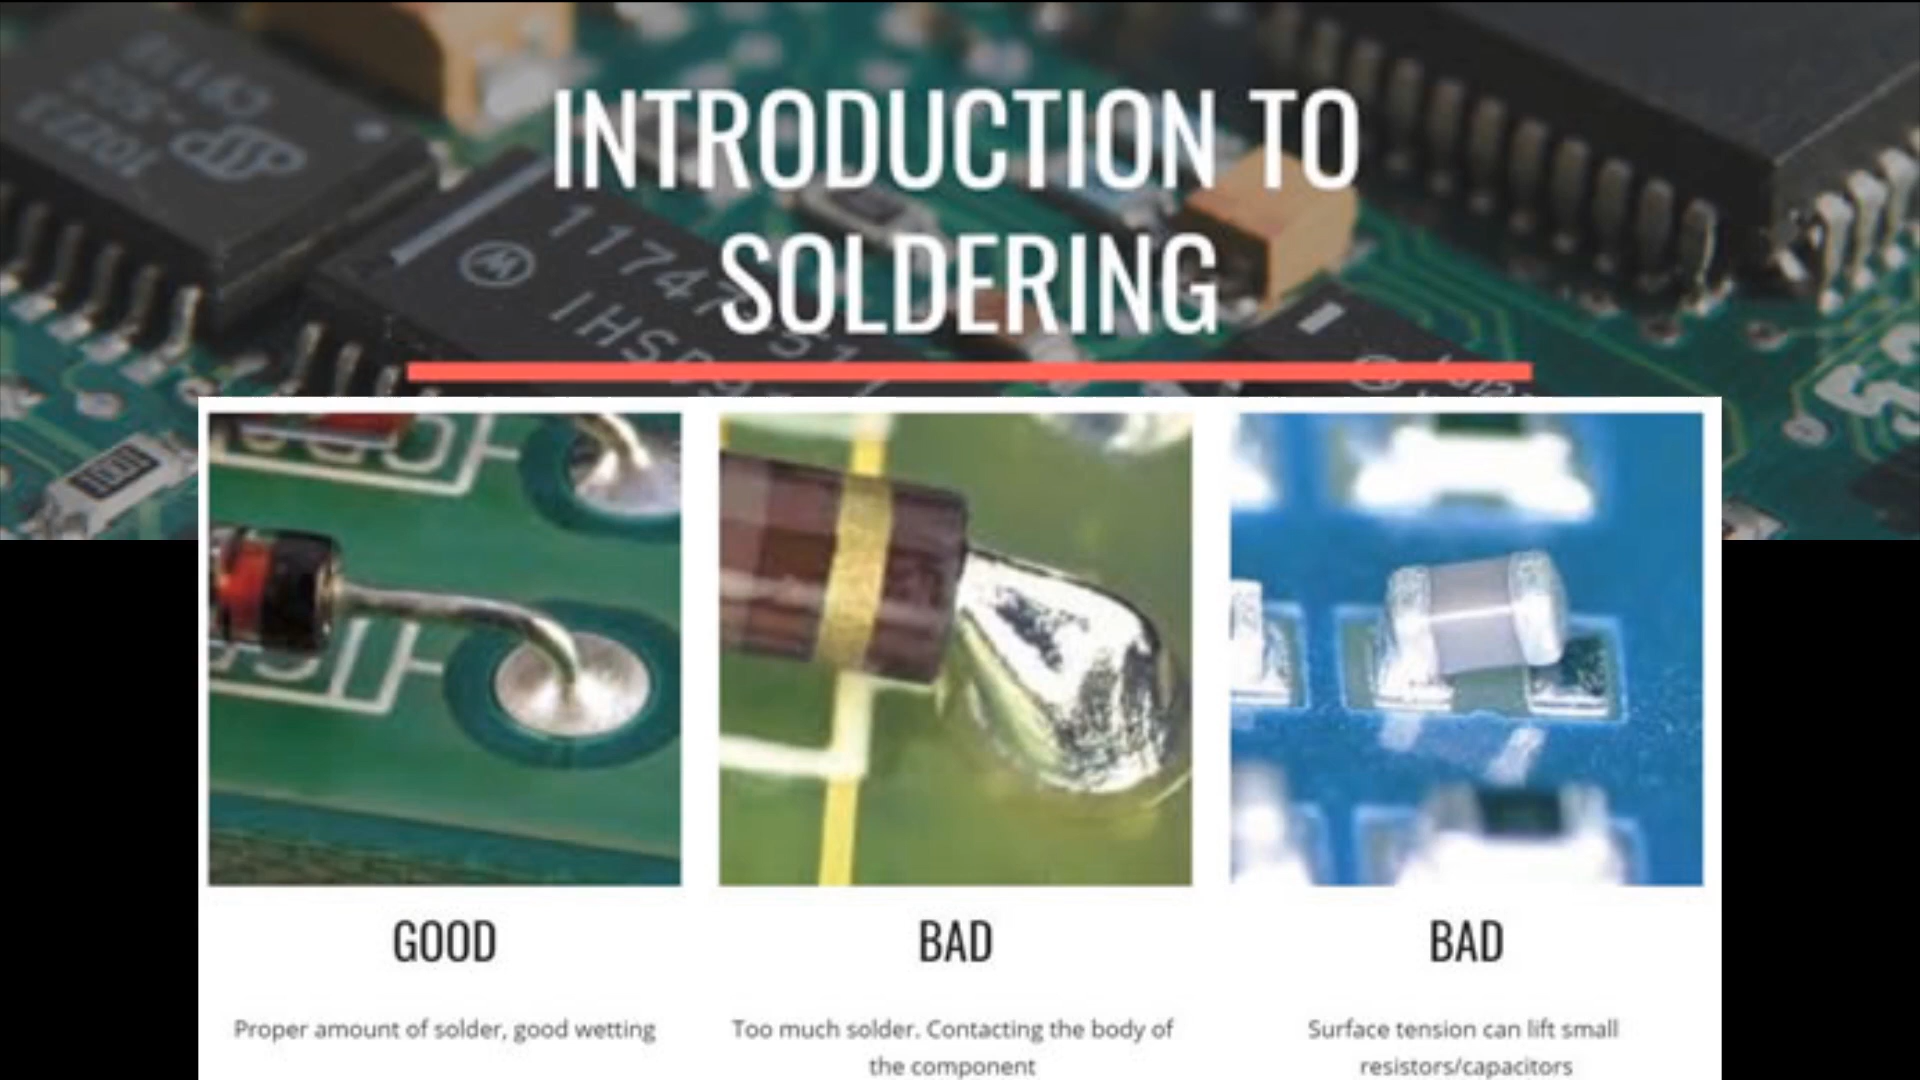 INTRODUCTION TO
SOLDERING
GOOD
BAD
BAD
Proper amount of solder, good wetting
Too much solder. Contacting the body of
the component
Surface tension can lift small
resistors/capacitors